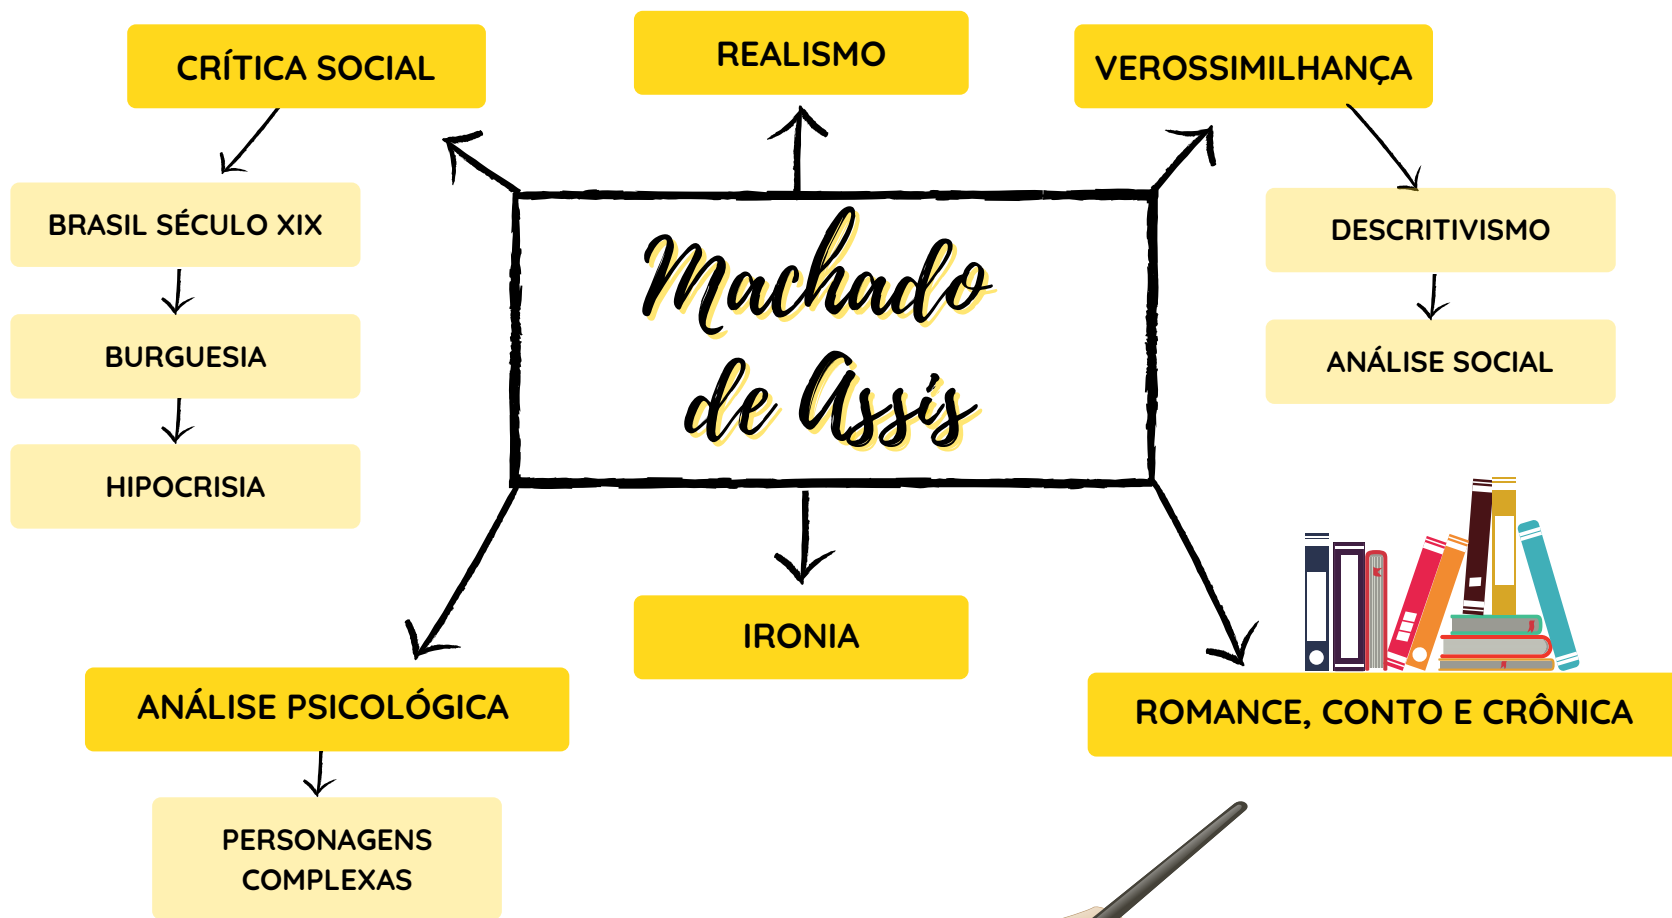 CRÍTICA SOCIAL
REALISMO
VEROSSIMILHANÇA
BRASIL SÉCULO XIX
BURGUESIA
HIPOCRISIA
Machado
de Assis
DESCRITIVISMO
ANÁLISE SOCIAL
IRONIA
ANÁLISE PSICOLÓGICA
PERSONAGENS
COMPLEXAS
ROMANCE, CONTO E CRÔNICA